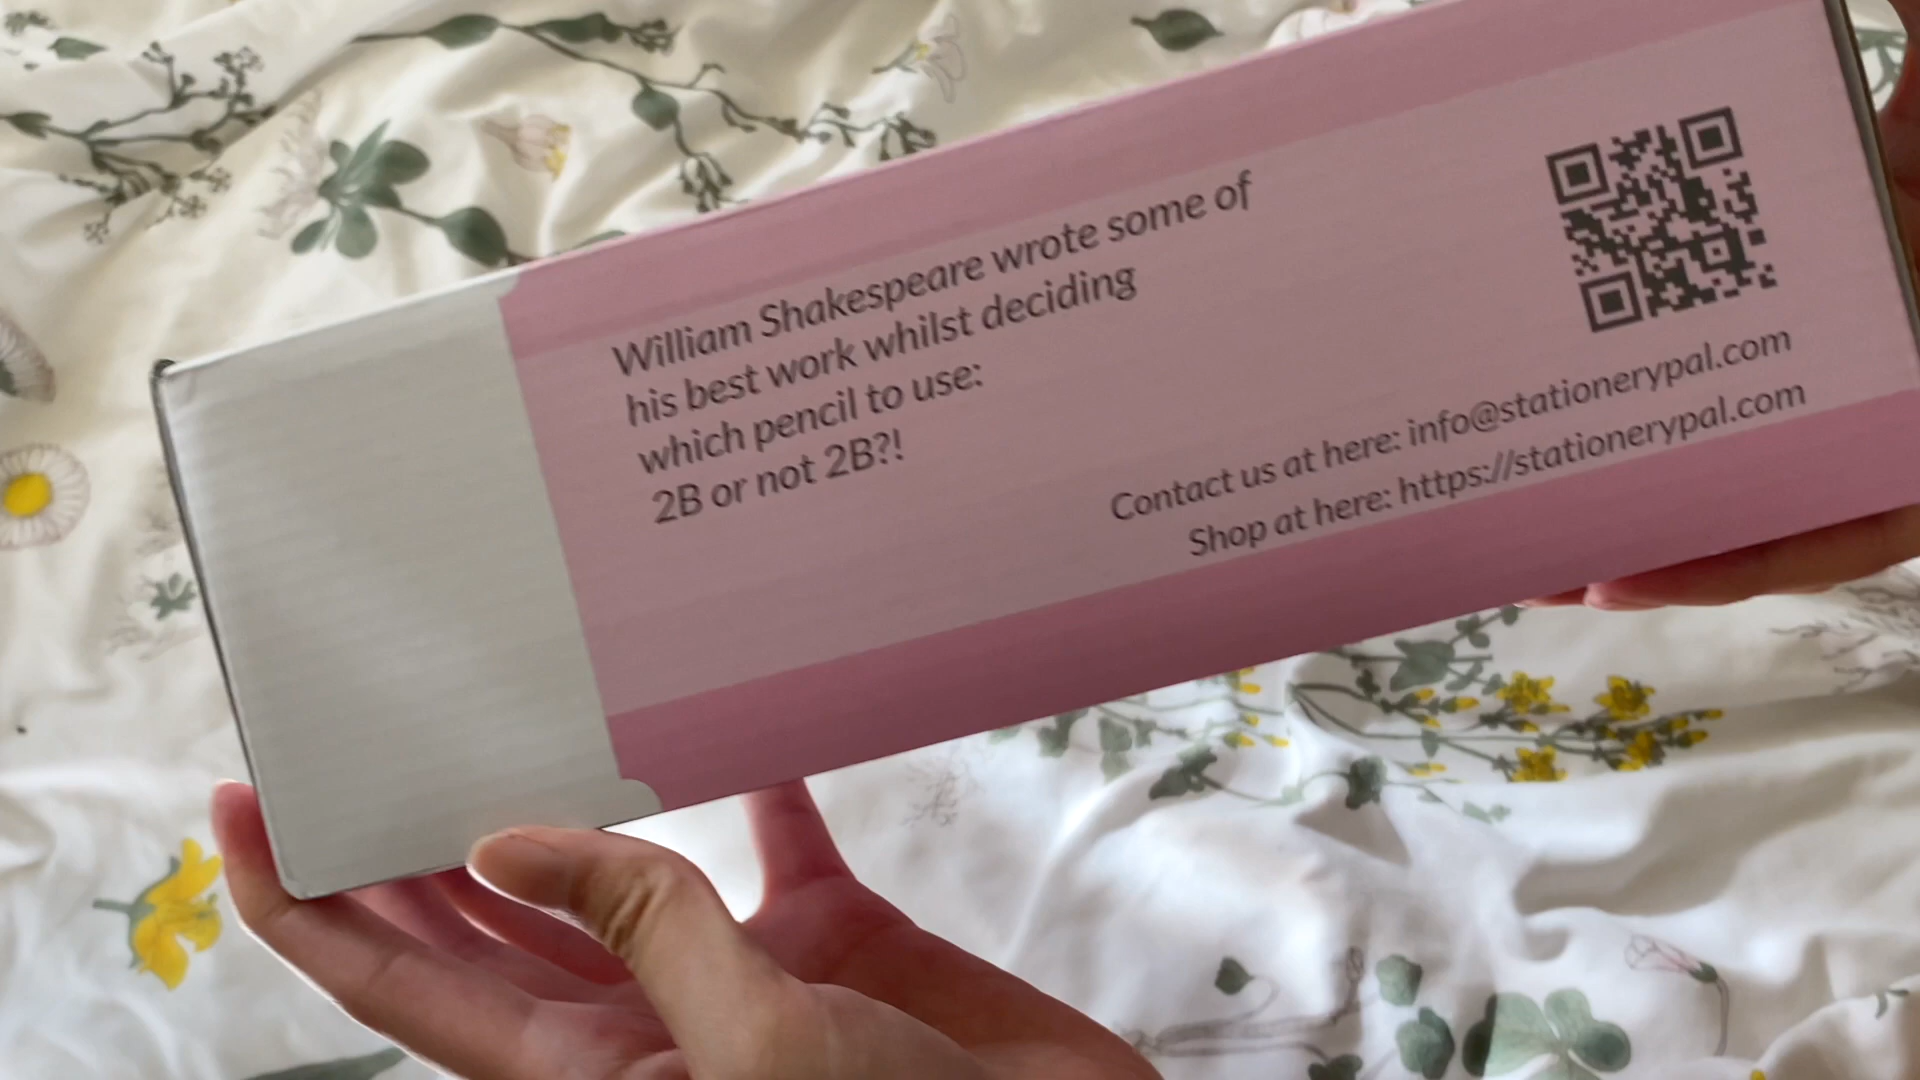 William Shakespeare wrote some of
his best work whilst deciding
which pencil to use:
2B or not 2B?!
Contact us at here: info@stationerypal.com
Shop at here: https://stationerypal.com